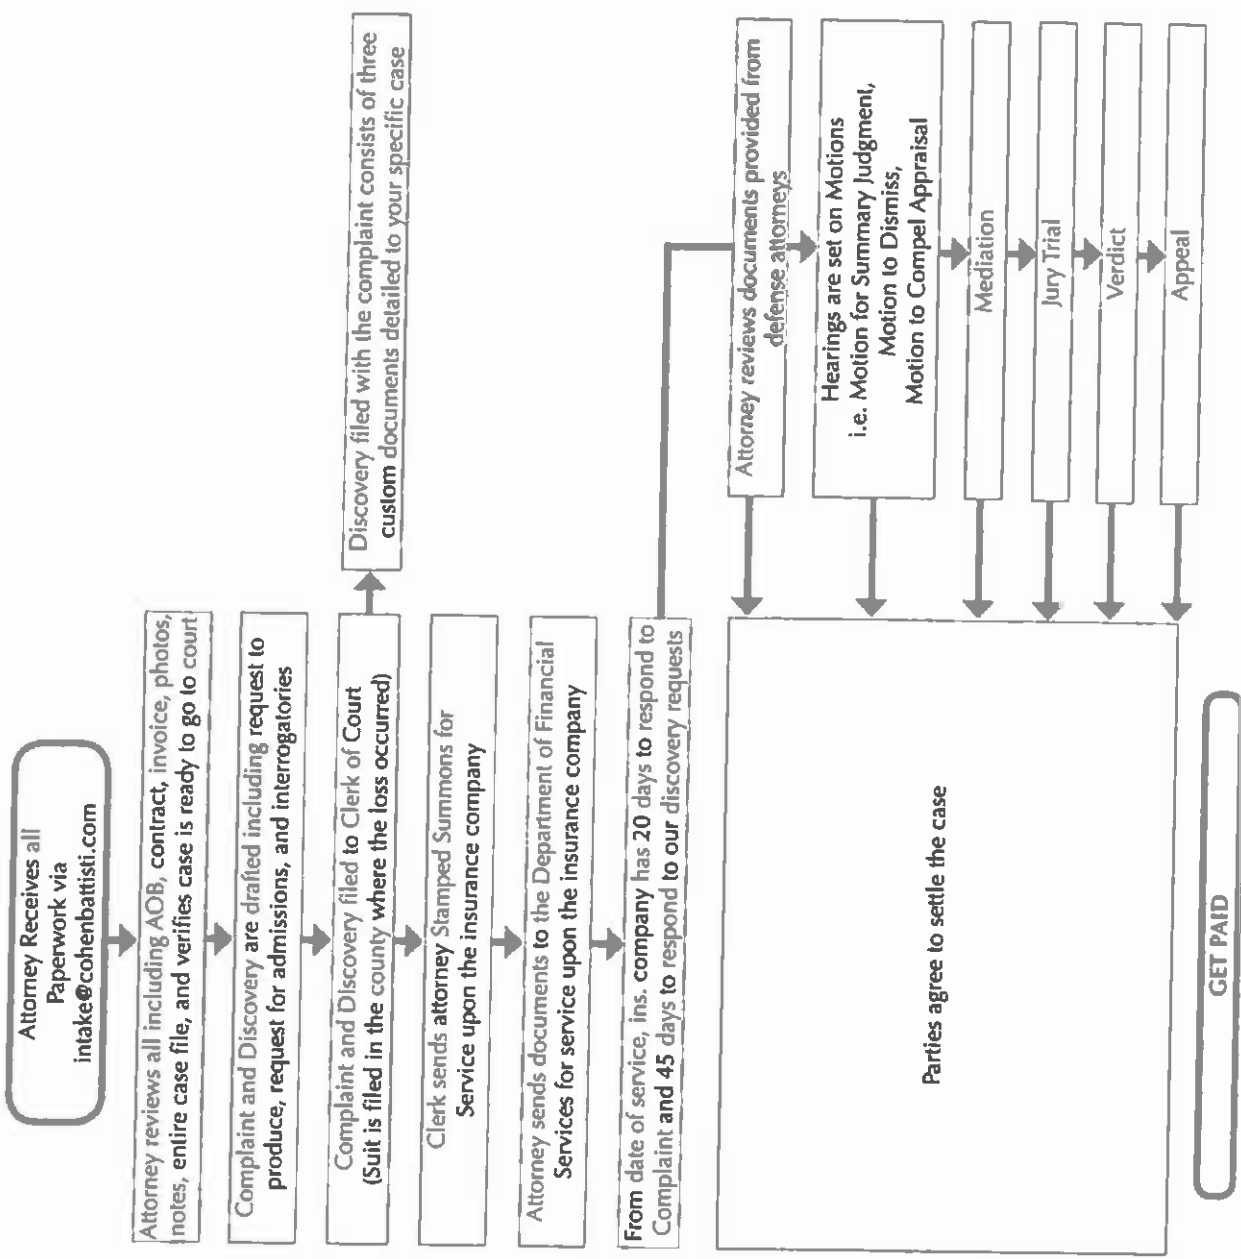 Attorney Receives all
Paperwork via
intake@cohenbattisti.com
Attorney reviews all including AOB, contract, invoice, photos,
notes, entire case file, and verifies case is ready to go to court
Complaint and Discovery are drafted including request to
produce, request for admissions, and interrogatories
Complaint and Discovery filed to Clerk of Court
(Suit is filed in the county where the loss occurred)
Discovery filed with the complaint consists of three
custom documents detailed to your specific case
Clerk sends attorney Stamped Summons for
Service upon the insurance company
Attorney sends documents to the Department of Financial
Services for service upon the insurance company
From date of service, ins. company has 20 days to respond to
Complaint and 45 days to respond to our discovery requests
Attorney reviews documents provided from
defense attorneys
Hearings are set on Motions
i.e. Motion for Summary Judgment,
Motion to Dismiss,
Motion to Compel Appraisal
Mediation
Jury Trial
Verdict
Appeal
Parties agree to settle the case
GET PAID